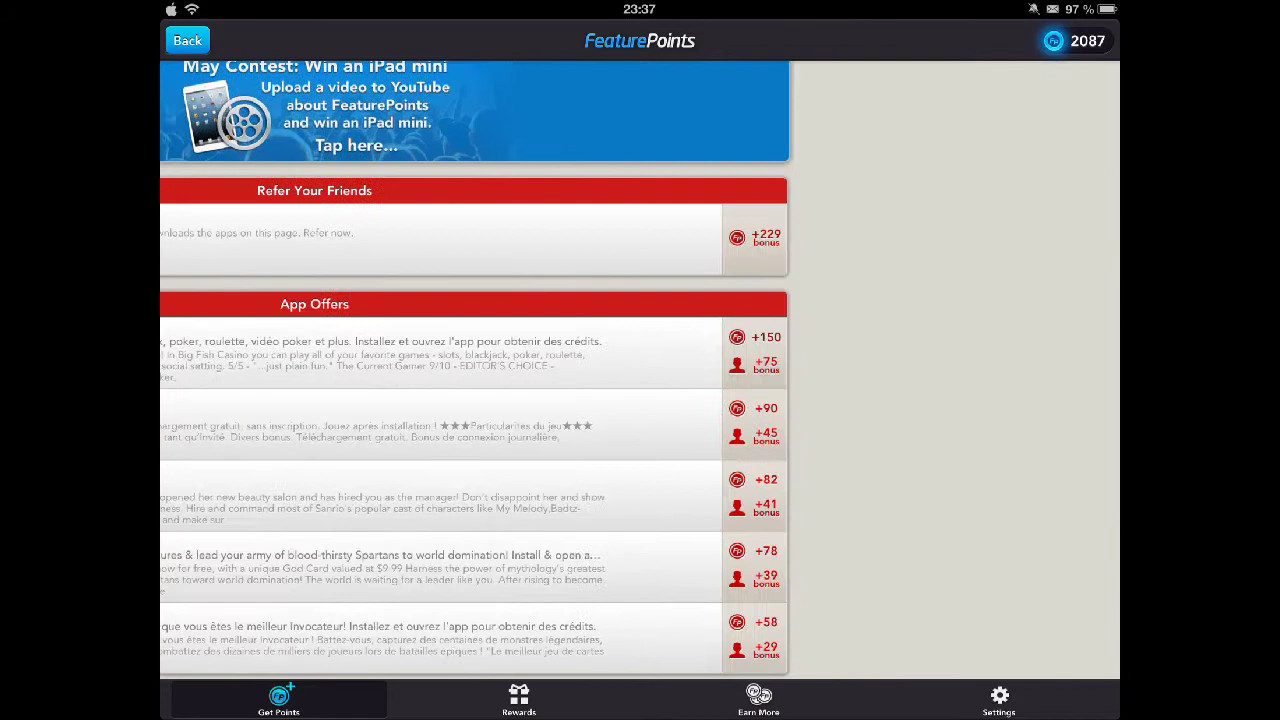 23:37
97 %
Back
FeaturePoints
2087
May Contest: Win an iPad mini
Upload a video to YouTube
about FeaturePoints
and win an iPad mini.
Tap here...
Refer Your Friends
wnloads the apps on this page. Refer now.
+229
bonus
App Offers
k, poker, roulette, vidéo poker et plus. Installez et ouvrez l'app pour obtenir des crédits.
l in Big Fish Casino you can play all of your favorite games - slots, blackjack, poker, roulette,
social setting. 5/5 - "...just plain fun." The Current Gamer 9/10 - EDITOR'S CHOICE -
ker.
+150
+75
bonus
hargement gratuit, sans inscription. Jouez après installation ! ★★★Particularités du jeu★★★
tant qu'Invité. Divers bonus. Téléchargement gratuit. Bonus de connexion journalière,
+90
+45
bonus
opened her new beauty salon and has hired you as the manager! Don't disappoint her and show
ness. Hire and command most of Sanrio's popular cast of characters like My Melody,Badtz-
and make sur
+82
+41
bonus
ures & lead your army of blood-thirsty Spartans to world domination! Install & open a...
ow for free, with a unique God Card valued at $9.99 Harness the power of mythology's greatest
tans toward world domination! The world is waiting for a leader like you. After rising to become
+78
+39
bonus
que vous êtes le meilleur Invocateur! Installez et ouvrez l'app pour obtenir des crédits.
vous êtes le meilleur Invocateur ! Battez-vous, capturez des centaines de monstres légendaires,
ombattez des dizaines de milliers de joueurs lors de batailles épiques ! "Le meilleur jeu de cartes
+58
+29
bonus
Get Points
Rewards
Earn More
Settings